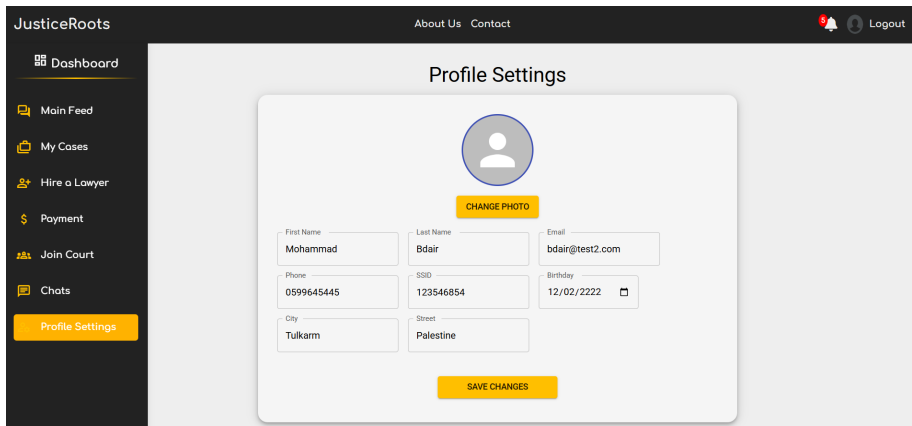 JusticeRoots
About Us Contact
5
Logout
Dashboard
Main Feed
My Cases
Hire a Lawyer
$ Payment
Join Court
Chats
Profile Settings
Profile Settings
CHANGE PHOTO
First Name
Mohammad
Last Name
Bdair
Email
bdair@test2.com
Phone
0599645445
SSID
123546854
Birthday
12/02/2222
City
Tulkarm
Street
Palestine
SAVE CHANGES